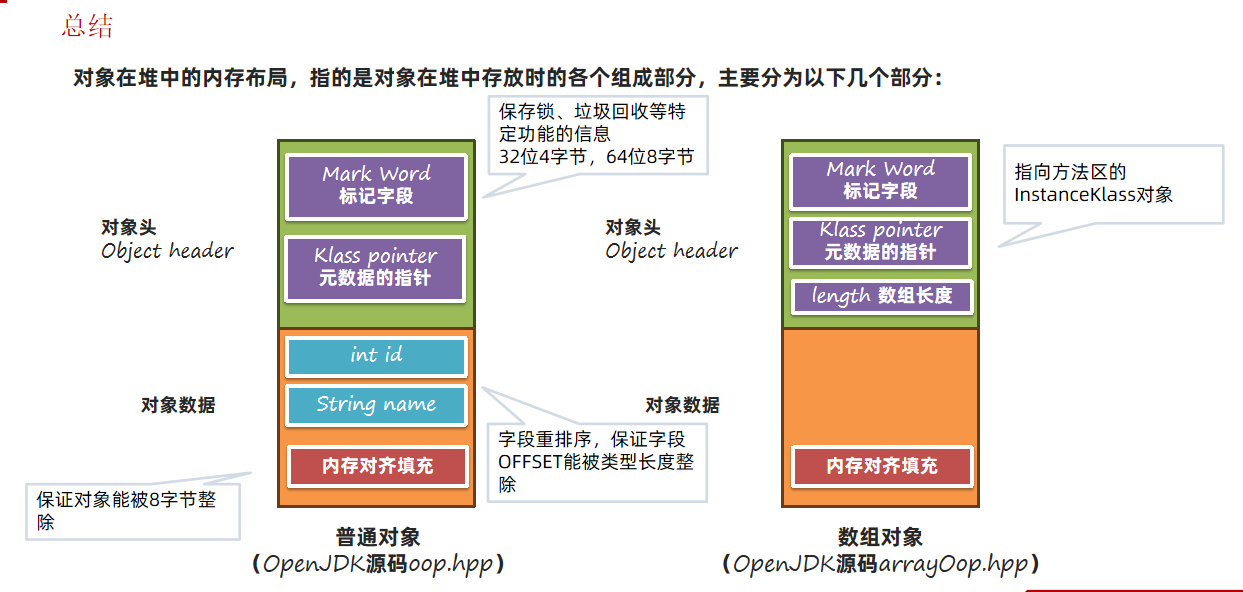 总结
对象在堆中的内存布局，指的是对象在堆中存放时的各个组成部分，主要分为以下几个部分：
保存锁、垃圾回收等特
定功能的信息
32位4字节，64位8字节
Mark Word
标记字段
对象头
Object header
Klass pointer
元数据的指针
int id
String name
对象数据
内存对齐填充
字段重排序，保证字段
OFFSET能被类型长度整
除
保证对象能被8字节整
除
普通对象
（OpenJDK源码oop.hpp）
指向方法区的
InstanceKlass对象
Mark Word
标记字段
对象头
Object header
Klass pointer
元数据的指针
length 数组长度
对象数据
内存对齐填充
数组对象
（OpenJDK源码arrayOop.hpp）